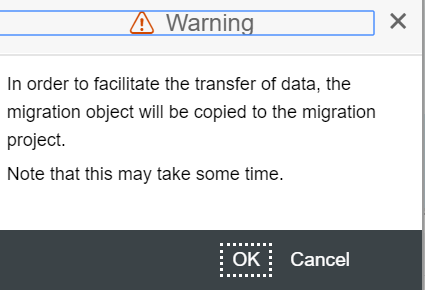 Warning
In order to facilitate the transfer of data, the
migration object will be copied to the migration
project.
Note that this may take some time.
OK Cancel